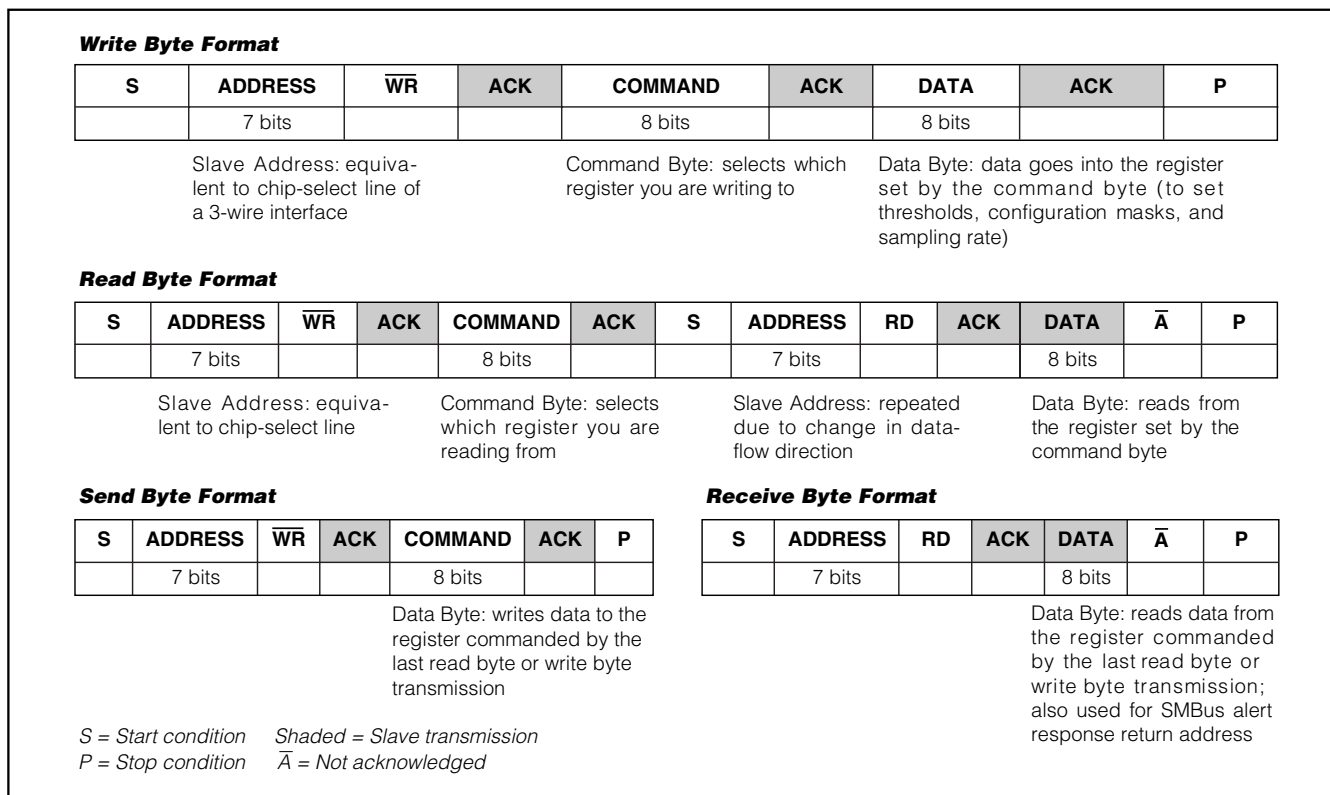 Write Byte Format
S ADDRESS W̅R̅ ACK COMMAND ACK DATA ACK P
7 bits 8 bits 8 bits
Slave Address: equiva-
lent to chip-select line of
a 3-wire interface
Command Byte: selects which
register you are writing to
Data Byte: data goes into the register
set by the command byte (to set
thresholds, configuration masks, and
sampling rate)
Read Byte Format
S ADDRESS W̅R̅ ACK COMMAND ACK S ADDRESS RD ACK DATA A̅ P
7 bits 8 bits 7 bits 8 bits
Slave Address: equiva-
lent to chip-select line
Command Byte: selects
which register you are
reading from
Slave Address: repeated
due to change in data-
flow direction
Data Byte: reads from
the register set by the
command byte
Send Byte Format
S ADDRESS W̅R̅ ACK COMMAND ACK P
7 bits 8 bits
Data Byte: writes data to the
register commanded by the
last read byte or write byte
transmission
Receive Byte Format
S ADDRESS RD ACK DATA A̅ P
7 bits 8 bits
Data Byte: reads data from
the register commanded
by the last read byte or
write byte transmission;
also used for SMBus alert
response return address
S = Start condition Shaded = Slave transmission
P = Stop condition A̅ = Not acknowledged